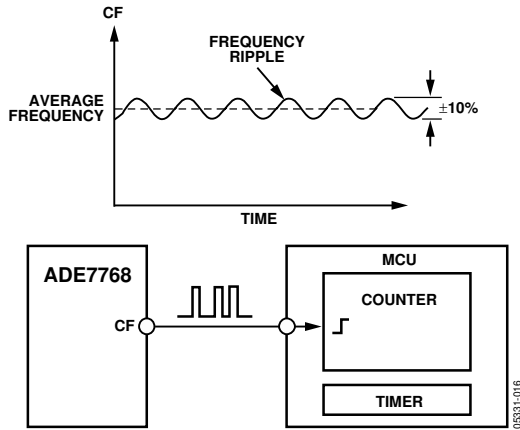 CF
FREQUENCY
RIPPLE
AVERAGE
FREQUENCY
±10%
TIME
ADE7768
CF
MCU
COUNTER
TIMER
05331-016